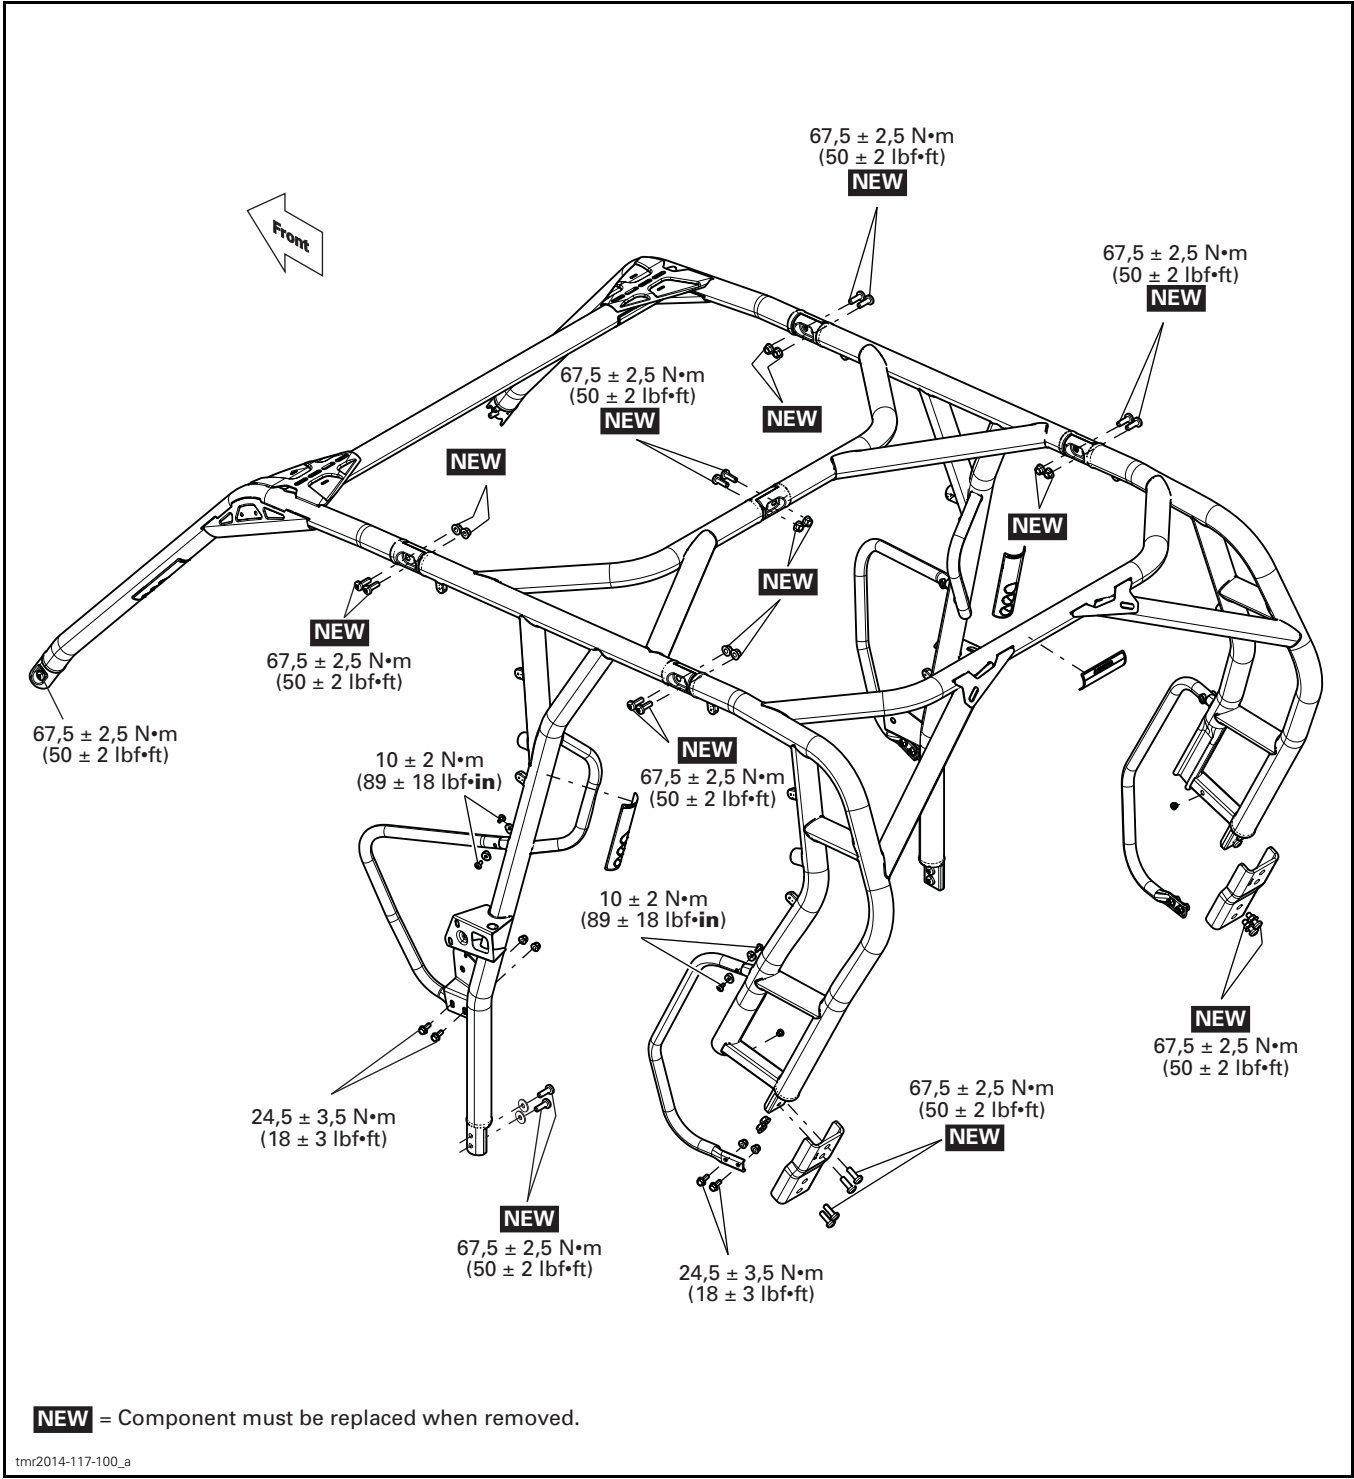 67,5 ± 2,5 N•m
(50 ± 2 lbf•ft)
NEW
Front
67,5 ± 2,5 N•m
(50 ± 2 lbf•ft)
NEW
67,5 ± 2,5 N•m
(50 ± 2 lbf•ft)
NEW
NEW
NEW
NEW
NEW
NEW
67,5 ± 2,5 N•m
(50 ± 2 lbf•ft)
67,5 ± 2,5 N•m
(50 ± 2 lbf•ft)
NEW
67,5 ± 2,5 N•m
(50 ± 2 lbf•ft)
10 ± 2 N•m
(89 ± 18 lbf•in)
10 ± 2 N•m
(89 ± 18 lbf•in)
NEW
67,5 ± 2,5 N•m
(50 ± 2 lbf•ft)
67,5 ± 2,5 N•m
(50 ± 2 lbf•ft)
NEW
24,5 ± 3,5 N•m
(18 ± 3 lbf•ft)
NEW
67,5 ± 2,5 N•m
(50 ± 2 lbf•ft)
24,5 ± 3,5 N•m
(18 ± 3 lbf•ft)
NEW = Component must be replaced when removed.
tmr2014-117-100_a